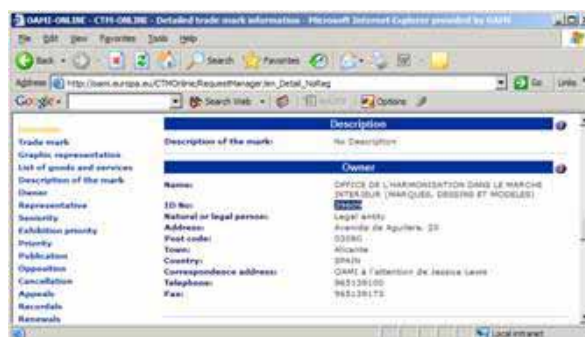 OAMI-ONLINE - CTM-ONLINE - Detailed trade mark information - Microsoft Internet Explorer provided by OAMI
File Edit View Favorites Tools Help
Back Search Favorites
Address http://oami.europa.eu/CTMOnline/RequestManager/en_Detail_NoReg Go Links
Google Search Web Options
Description
Trade mark
Description of the mark: No Description
Graphic representation
List of goods and services
Owner
Description of the mark
Owner
Name: OFFICE DE L'HARMONISATION DANS LE MARCHE
INTERIEUR (MARQUES, DESSINS ET MODELES)
Representative
ID No:
Seniority
Natural or legal person: Legal entity
Exhibition priority
Address: Avenida de Aguilera, 20
Priority
Post code: 03080
Publication
Town: Alicante
Opposition
Country: SPAIN
Cancellation
Correspondence address: OAMI à l'attention de Jessica Lewis
Appeals
Telephone: 965139100
Recordals
Fax: 965139173
Renewals
Local intranet